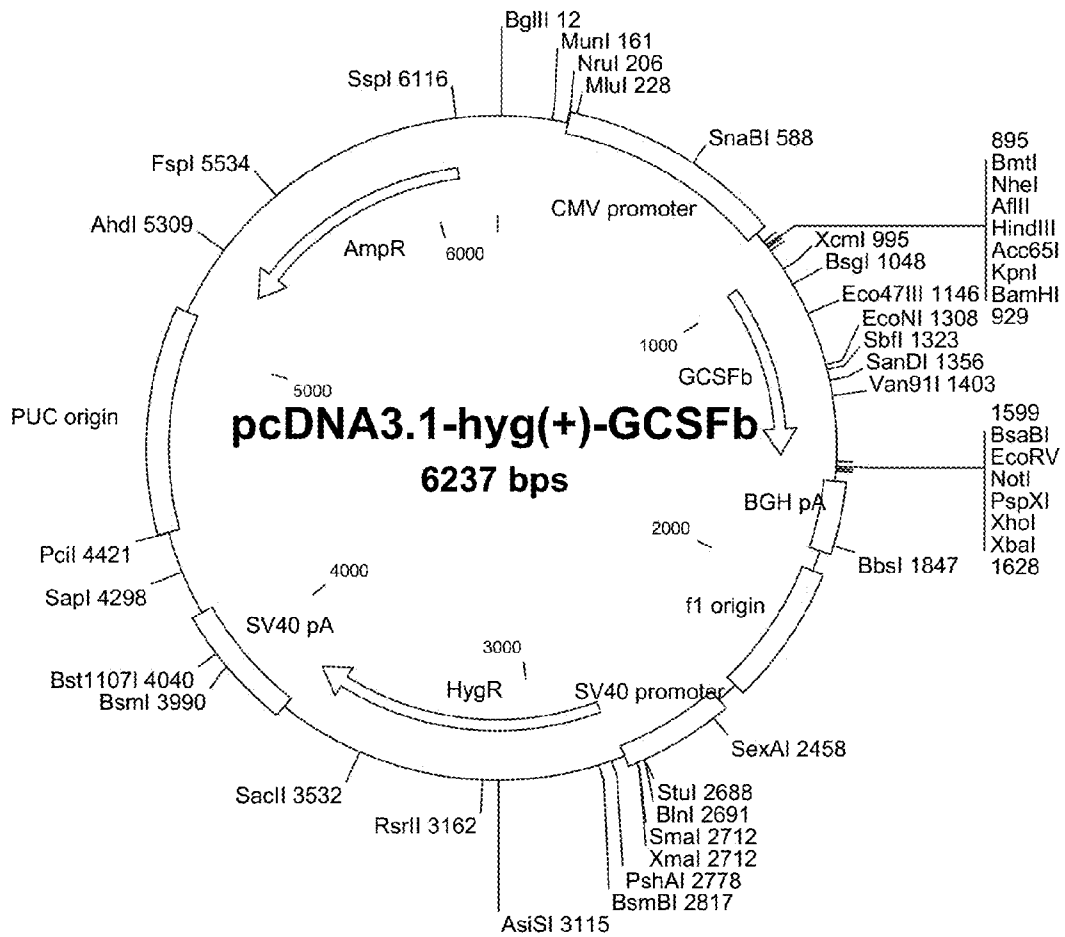 BglII 12
MunI 161
NruI 206
MluI 228
SspI 6116
SnaBI 588
895
BmtI
NheI
AflII
HindIII
Acc65I
KpnI
BamHI
929
FspI 5534
CMV promoter
AhdI 5309
AmpR
6000
XcmI 995
BsgI 1048
Eco47III 1146
EcoNI 1308
SbfI 1323
SanDI 1356
Van91I 1403
1000
GCSFb
5000
PUC origin
pcDNA3.1-hyg(+)-GCSFb
6237 bps
1599
BsaBI
EcoRV
NotI
PspXI
XhoI
XbaI
1628
BGH pA
2000
BbsI 1847
PciI 4421
SapI 4298
4000
f1 origin
SV40 pA
3000
HygR
SV40 promoter
Bst1107I 4040
BsmI 3990
SexAI 2458
SacII 3532
RsrII 3162
StuI 2688
BlnI 2691
SmaI 2712
XmaI 2712
PshAI 2778
BsmBI 2817
AsiSI 3115